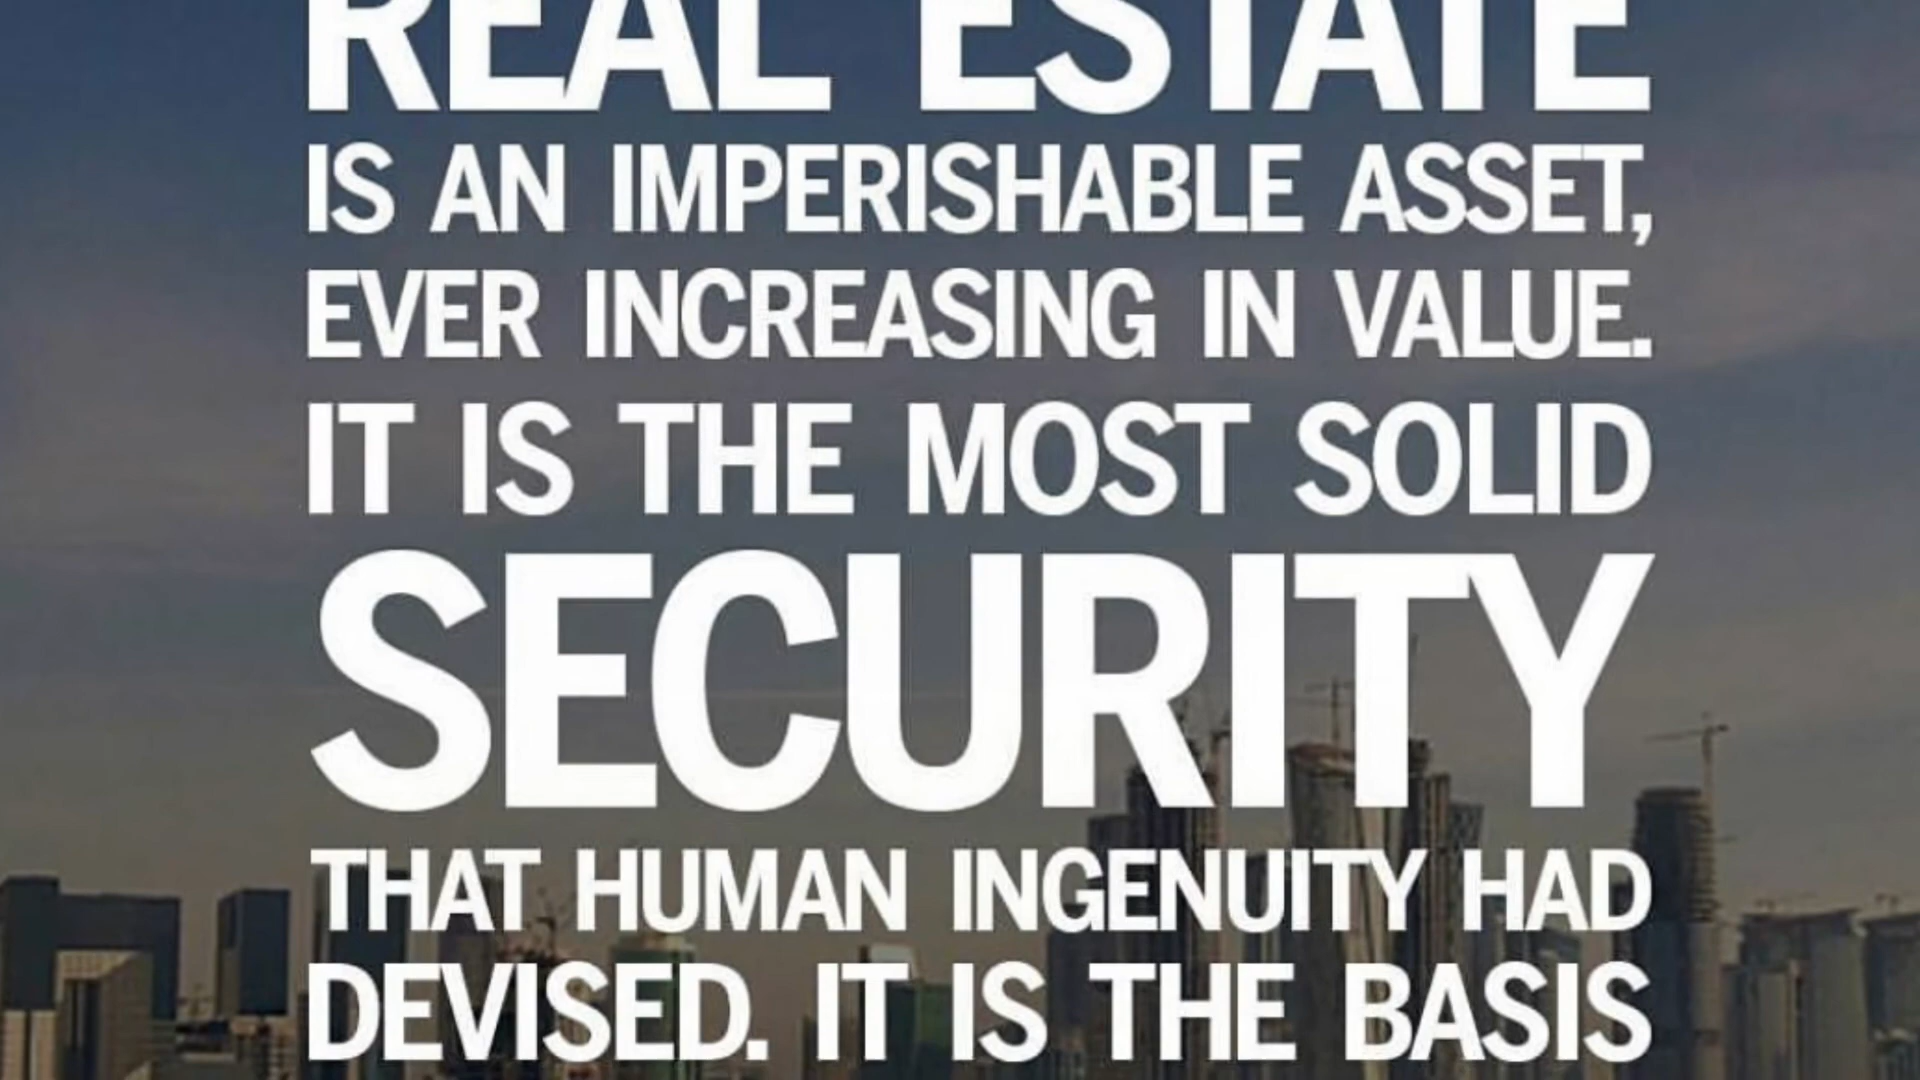 REAL ESTATE
IS AN IMPERISHABLE ASSET,
EVER INCREASING IN VALUE.
IT IS THE MOST SOLID
SECURITY
THAT HUMAN INGENUITY HAD
DEVISED. IT IS THE BASIS